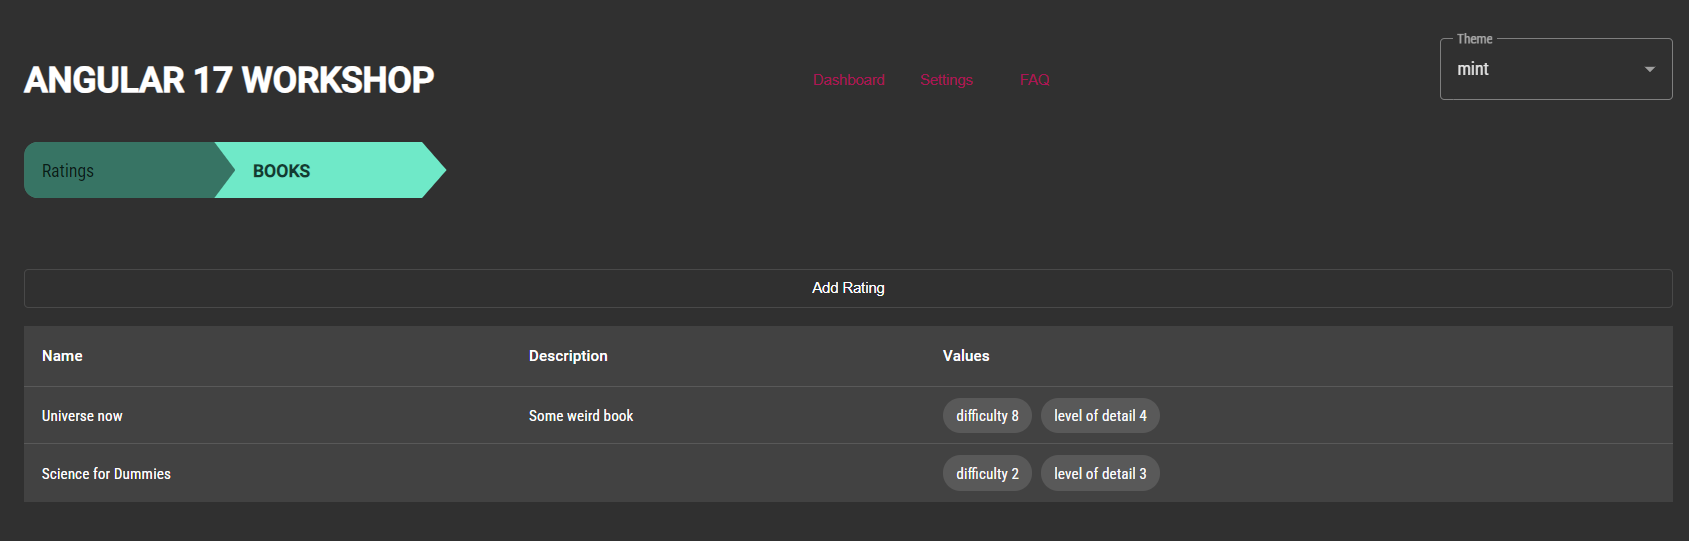 Theme
ANGULAR 17 WORKSHOP
Dashboard Settings FAQ
mint
Ratings BOOKS
Add Rating
Name Description Values
Universe now Some weird book difficulty 8 level of detail 4
Science for Dummies difficulty 2 level of detail 3